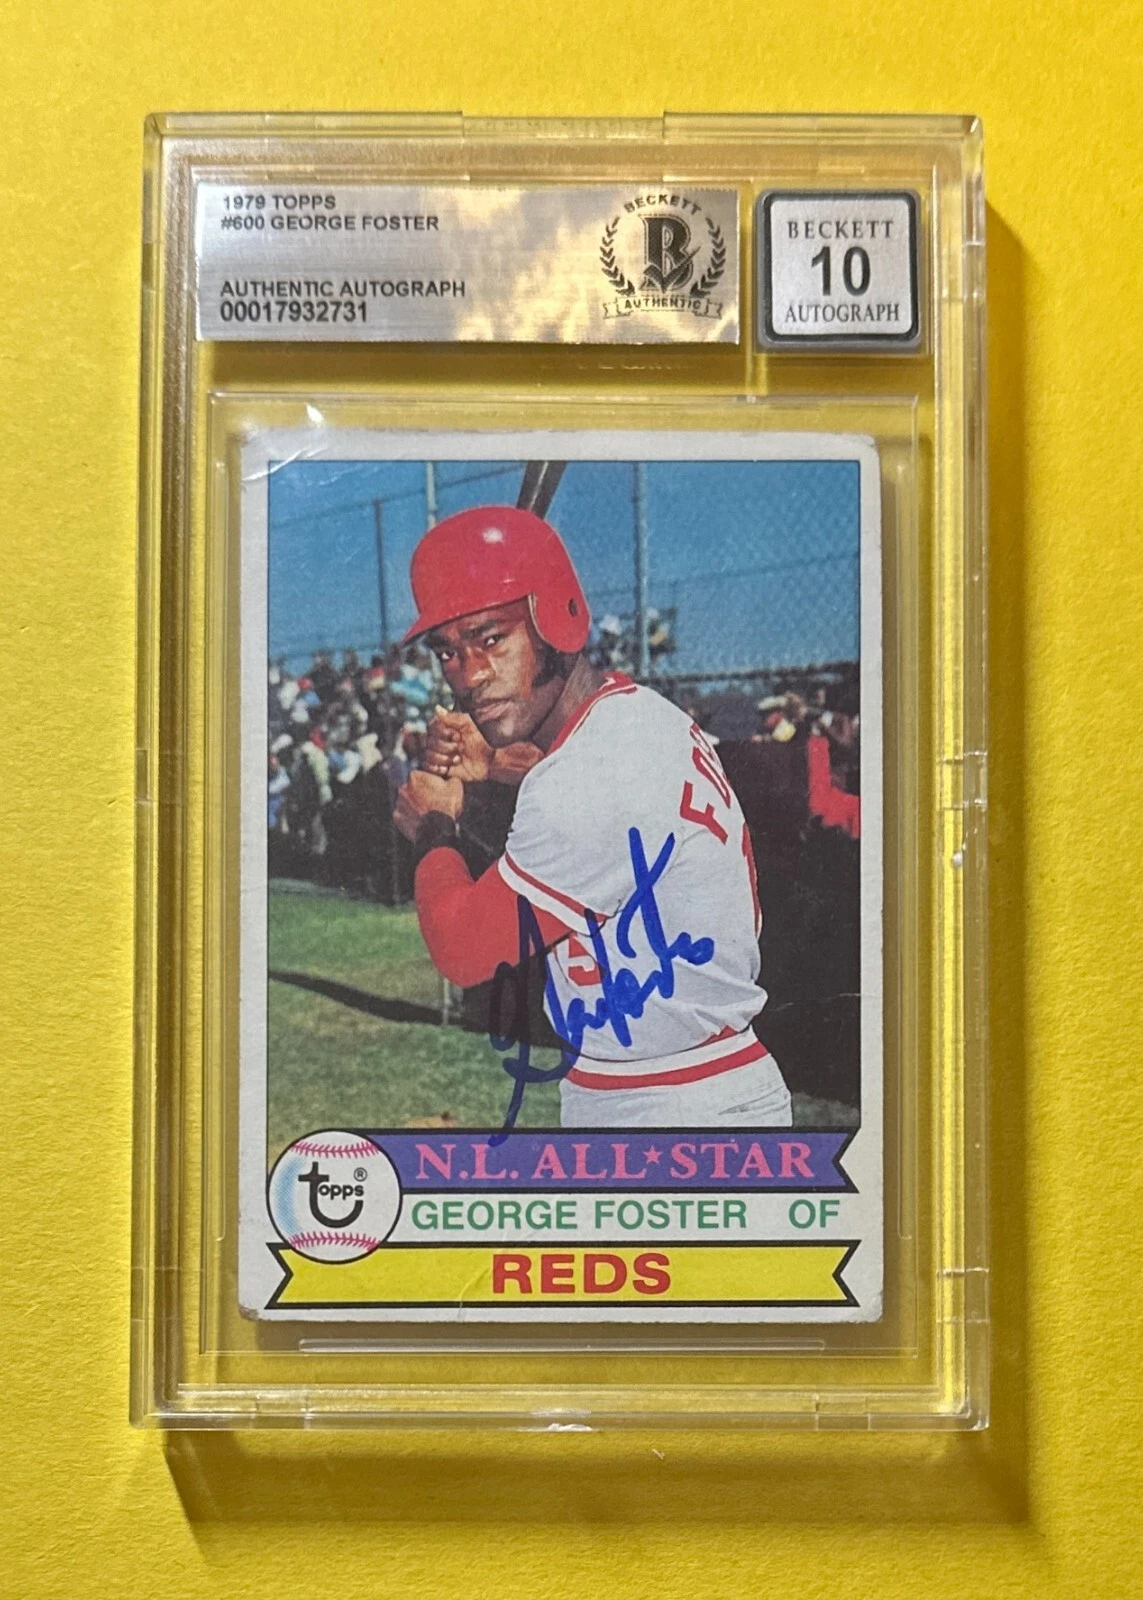 1979 TOPPS
#600 GEORGE FOSTER
AUTHENTIC AUTOGRAPH
00017932731
BECKETT
B
AUTHENTIC
BECKETT
10
AUTOGRAPH
FOS
N.L. ALL★STAR
topps®
GEORGE FOSTER OF
REDS